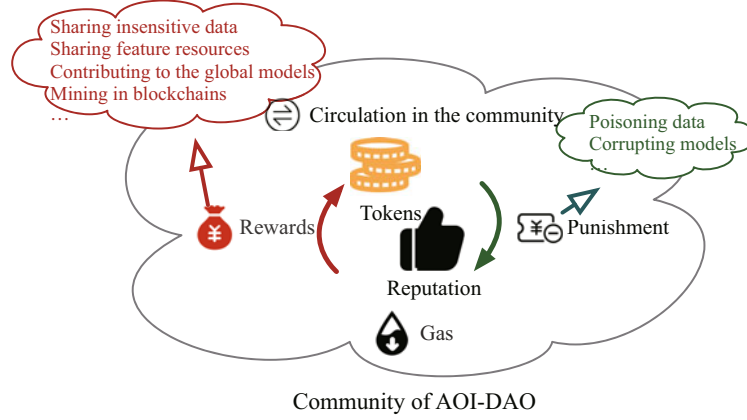 Sharing insensitive data
Sharing feature resources
Contributing to the global models
Mining in blockchains
…
Circulation in the community
Poisoning data
Corrupting models
…
Tokens
Rewards
Punishment
Reputation
Gas
Community of AOI-DAO